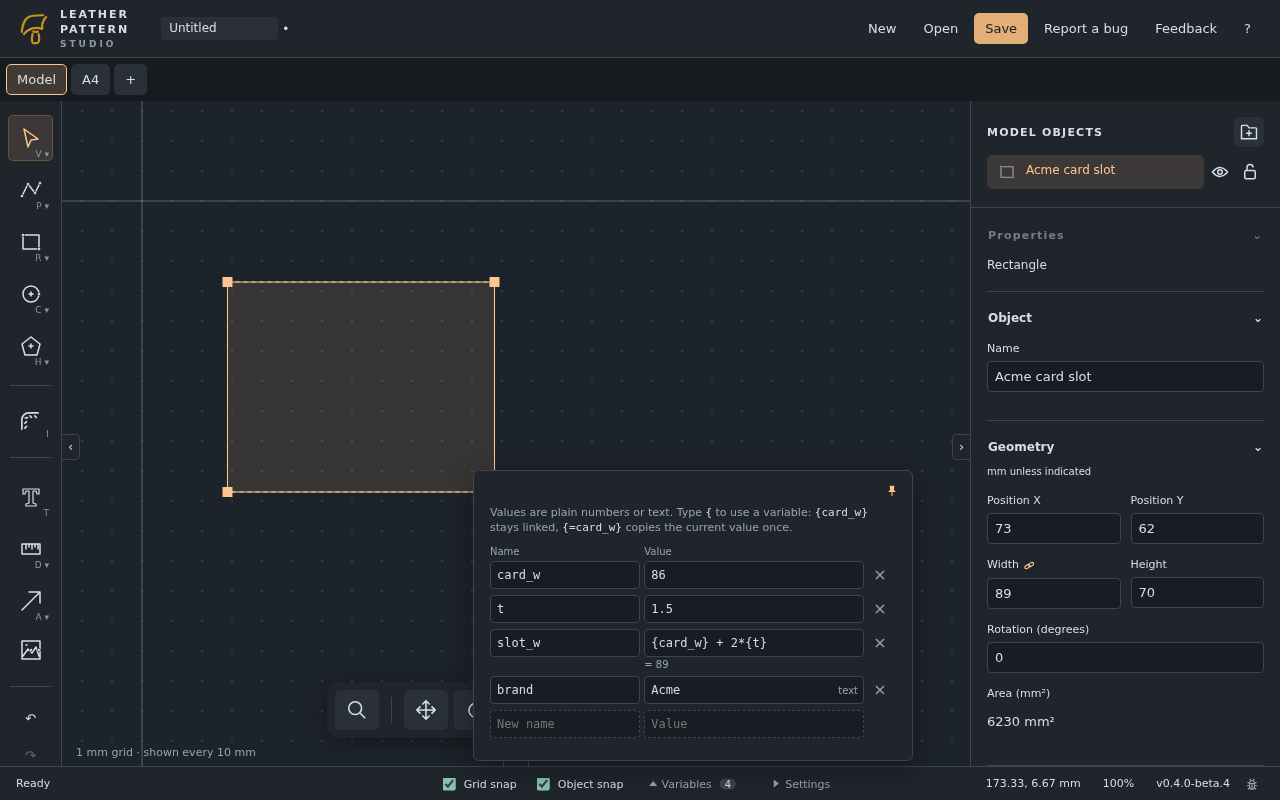 LEATHER
PATTERN
STUDIO
Untitled •
New Open Save Report a bug Feedback ?
Model A4 +
V ▾
P ▾
R ▾
C ▾
H ▾
I
T
D ▾
A ▾
MODEL OBJECTS
Acme card slot
Properties
Rectangle
Object
Name
Acme card slot
Geometry
mm unless indicated
Position X Position Y
73 62
Width Height
89 70
Rotation (degrees)
0
Area (mm²)
6230 mm²
Values are plain numbers or text. Type { to use a variable: {card_w}
stays linked, {=card_w} copies the current value once.
Name Value
card_w 86 ✕
t 1.5 ✕
slot_w {card_w} + 2*{t} ✕
= 89
brand Acme text ✕
New name Value
1 mm grid · shown every 10 mm
Ready Grid snap Object snap Variables 4 Settings 173.33, 6.67 mm 100% v0.4.0-beta.4